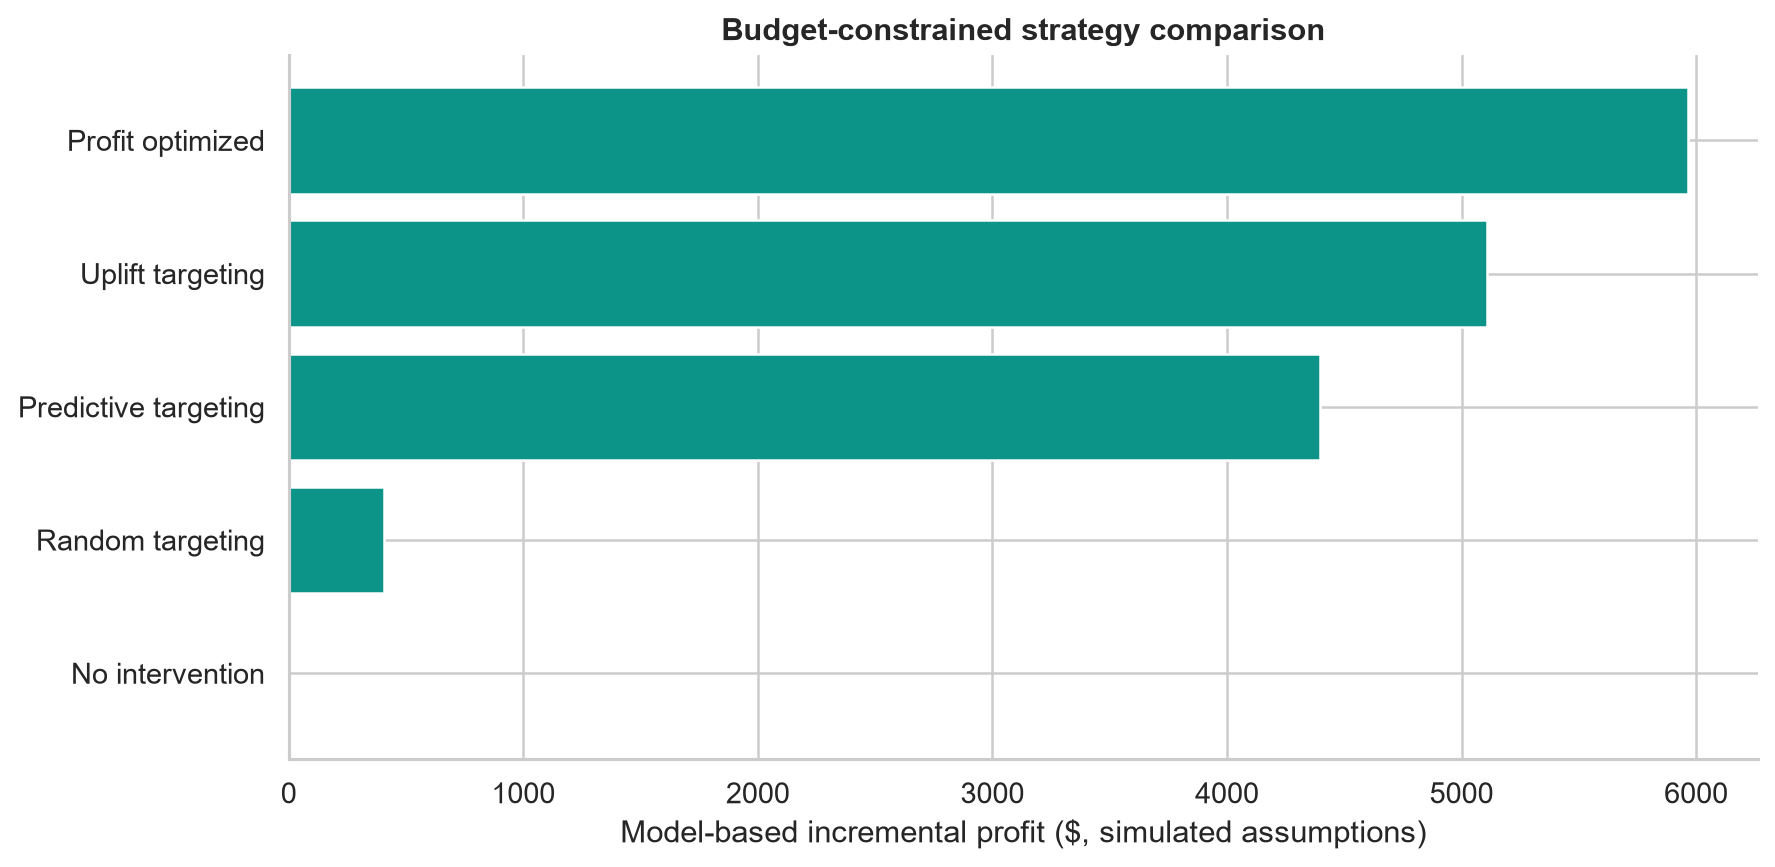 Budget-constrained strategy comparison
Profit optimized
Uplift targeting
Predictive targeting
Random targeting
No intervention
0 1000 2000 3000 4000 5000 6000
Model-based incremental profit ($, simulated assumptions)